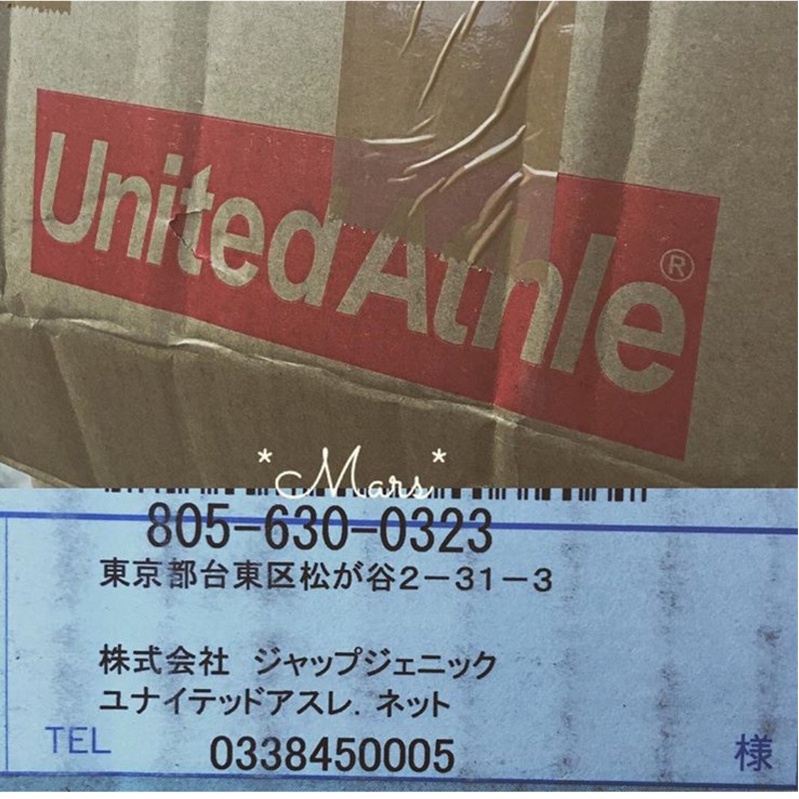 UnitedAthle®
*Mars*
805-630-0323
東京都台東区松が谷2-31-3
株式会社 ジャップジェニック
ユナイテッドアスレ.ネット
TEL 0338450005 様